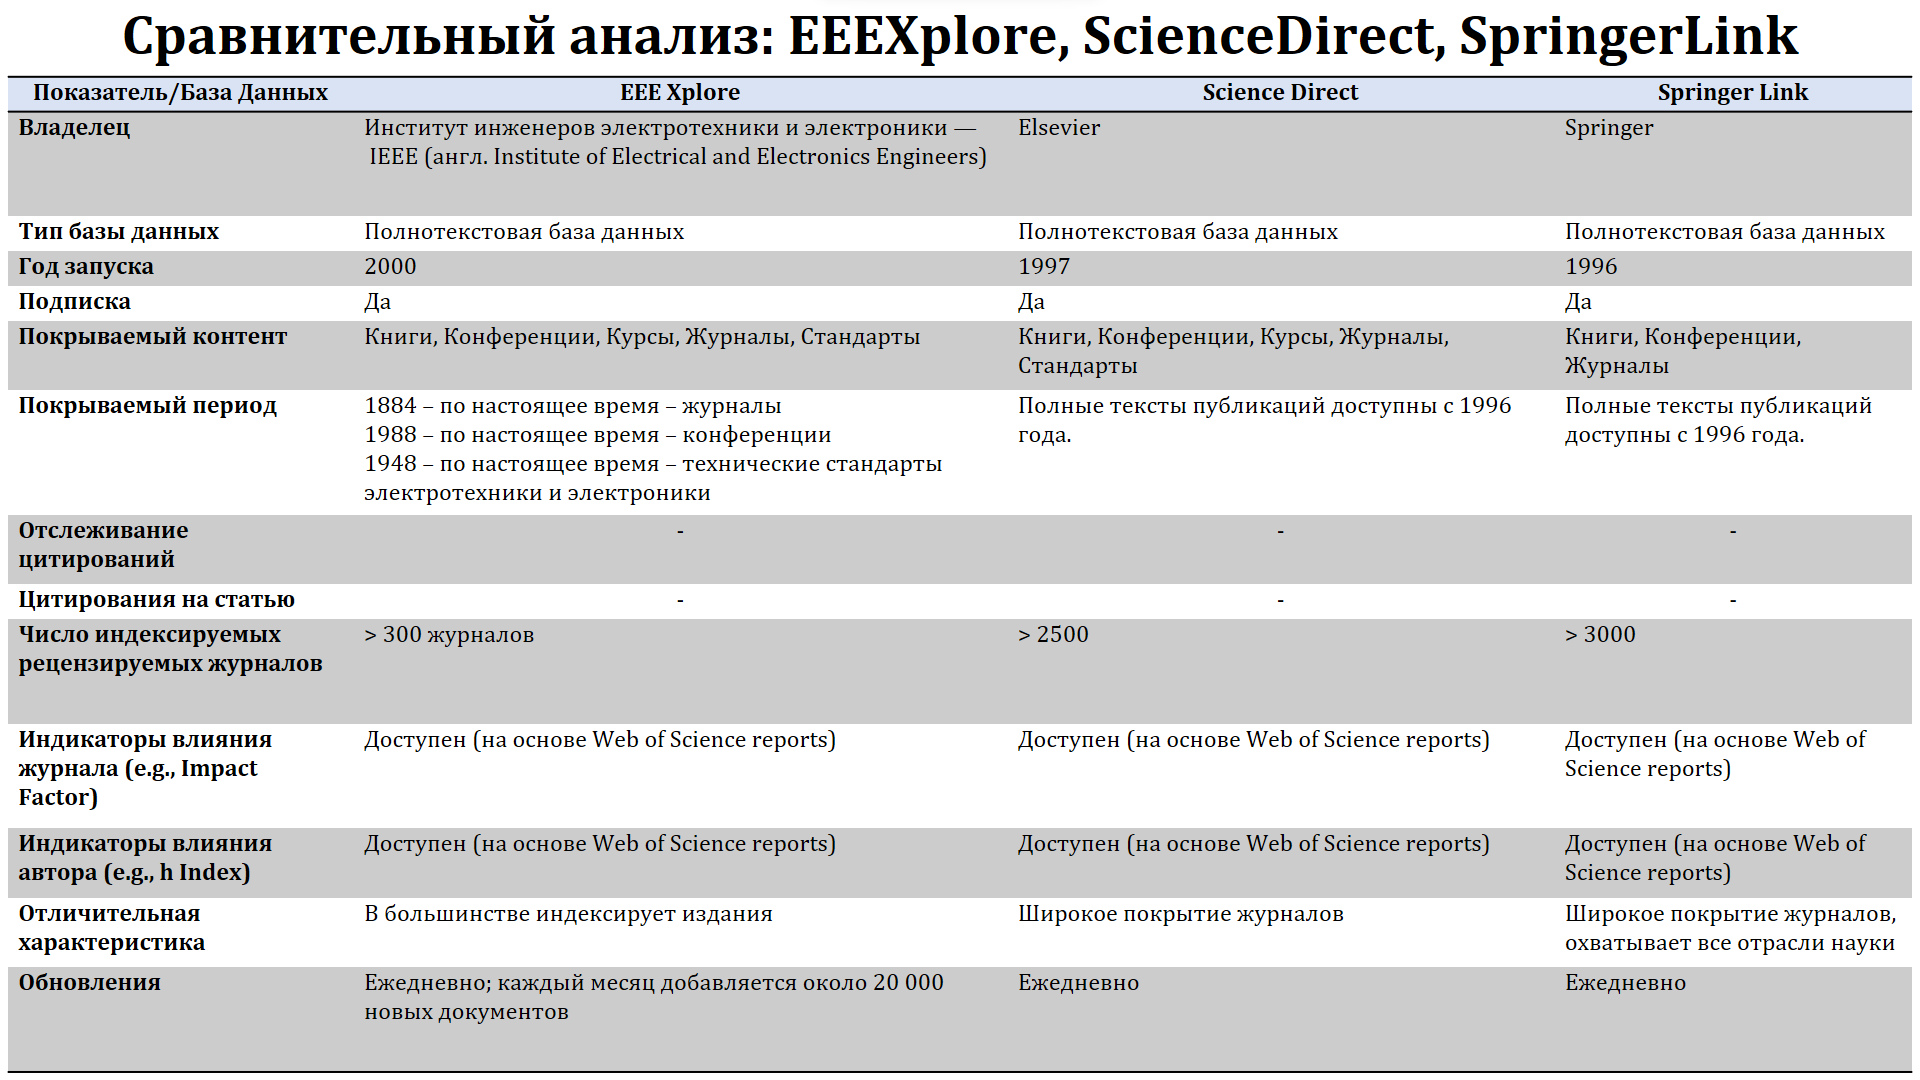 Сравнительный анализ: EEEXplore, ScienceDirect, SpringerLink
Показатель/База Данных EEE Xplore Science Direct Springer Link
Владелец Институт инженеров электротехники и электроники — Elsevier Springer
IEEE (англ. Institute of Electrical and Electronics Engineers)
Тип базы данных Полнотекстовая база данных Полнотекстовая база данных Полнотекстовая база данных
Год запуска 2000 1997 1996
Подписка Да Да Да
Покрываемый контент Книги, Конференции, Курсы, Журналы, Стандарты Книги, Конференции, Курсы, Журналы, Книги, Конференции,
Стандарты Журналы
Покрываемый период 1884 – по настоящее время – журналы Полные тексты публикаций доступны с 1996 Полные тексты публикаций
1988 – по настоящее время – конференции года. доступны с 1996 года.
1948 – по настоящее время – технические стандарты
электротехники и электроники
Отслеживание - - -
цитирований
Цитирования на статью - - -
Число индексируемых > 300 журналов > 2500 > 3000
рецензируемых журналов
Индикаторы влияния Доступен (на основе Web of Science reports) Доступен (на основе Web of Science reports) Доступен (на основе Web of
журнала (e.g., Impact Science reports)
Factor)
Индикаторы влияния Доступен (на основе Web of Science reports) Доступен (на основе Web of Science reports) Доступен (на основе Web of
автора (e.g., h Index) Science reports)
Отличительная В большинстве индексирует издания Широкое покрытие журналов Широкое покрытие журналов,
характеристика охватывает все отрасли науки
Обновления Ежедневно; каждый месяц добавляется около 20 000 Ежедневно Ежедневно
новых документов